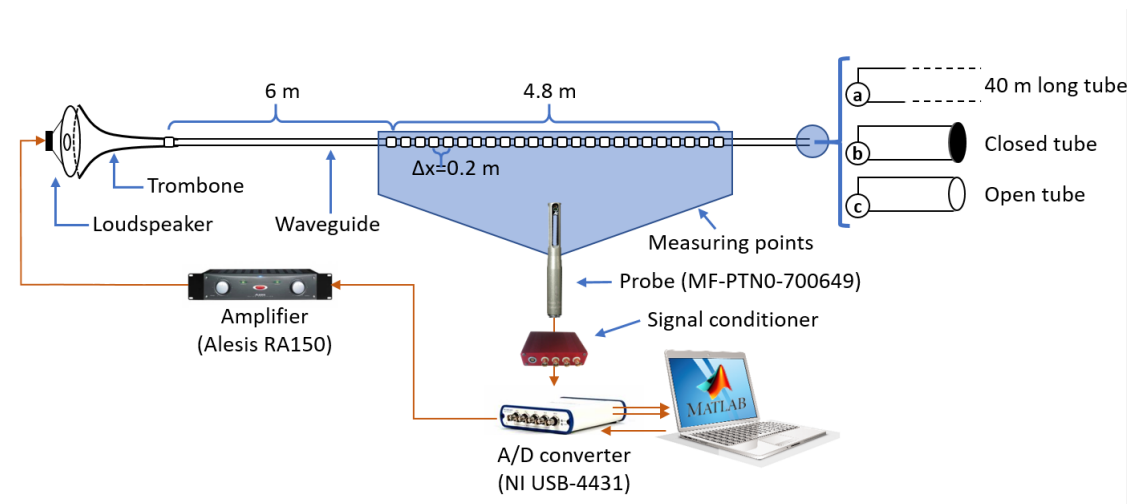 6 m
4.8 m
a
40 m long tube
Δx=0.2 m
b
Closed tube
Trombone
c
Open tube
Loudspeaker
Waveguide
Measuring points
Probe (MF-PTN0-700649)
Amplifier
(Alesis RA150)
Signal conditioner
MATLAB
A/D converter
(NI USB-4431)